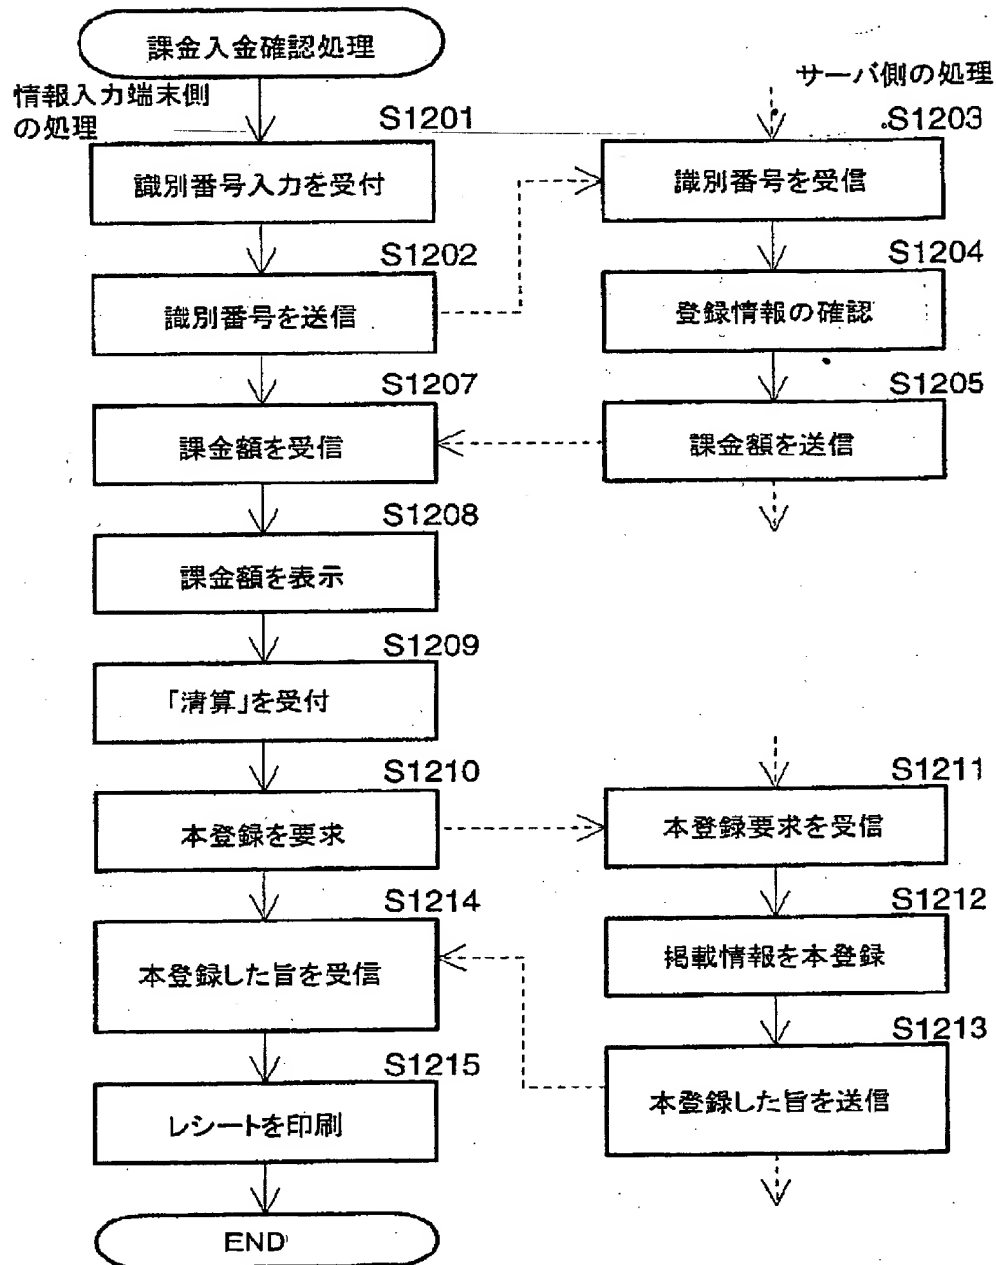 課金入金確認処理
情報入力端末側
の処理
サーバ側の処理
S1201
識別番号入力を受付
S1203
識別番号を受信
S1202
識別番号を送信
S1204
登録情報の確認
S1207
課金額を受信
S1205
課金額を送信
S1208
課金額を表示
S1209
「清算」を受付
S1210
本登録を要求
S1211
本登録要求を受信
S1214
本登録した旨を受信
S1212
掲載情報を本登録
S1213
本登録した旨を送信
S1215
レシートを印刷
END